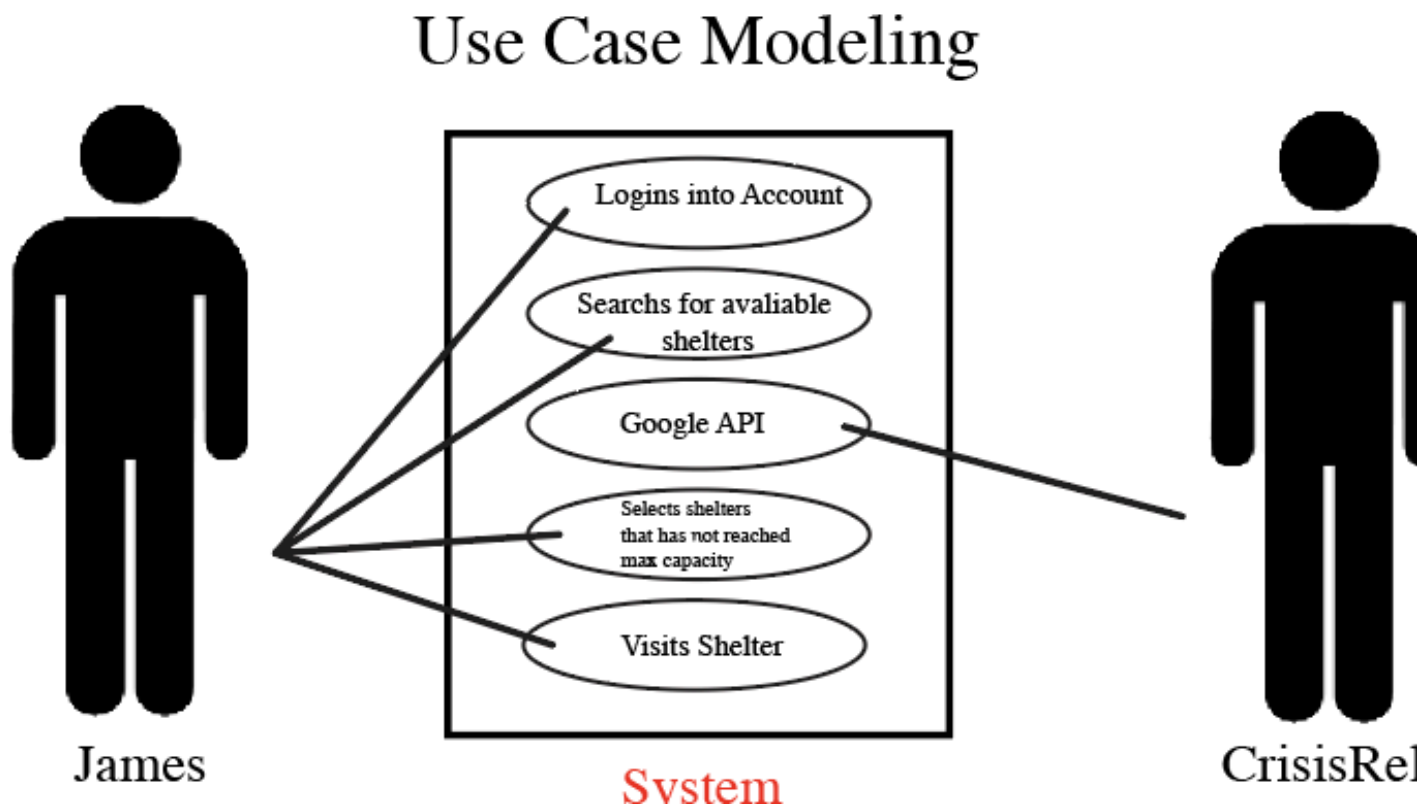 Use Case Modeling
Logins into Account
Searchs for avaliable
shelters
Google API
Selects shelters
that has not reached
max capacity
Visits Shelter
James
System
CrisisRel